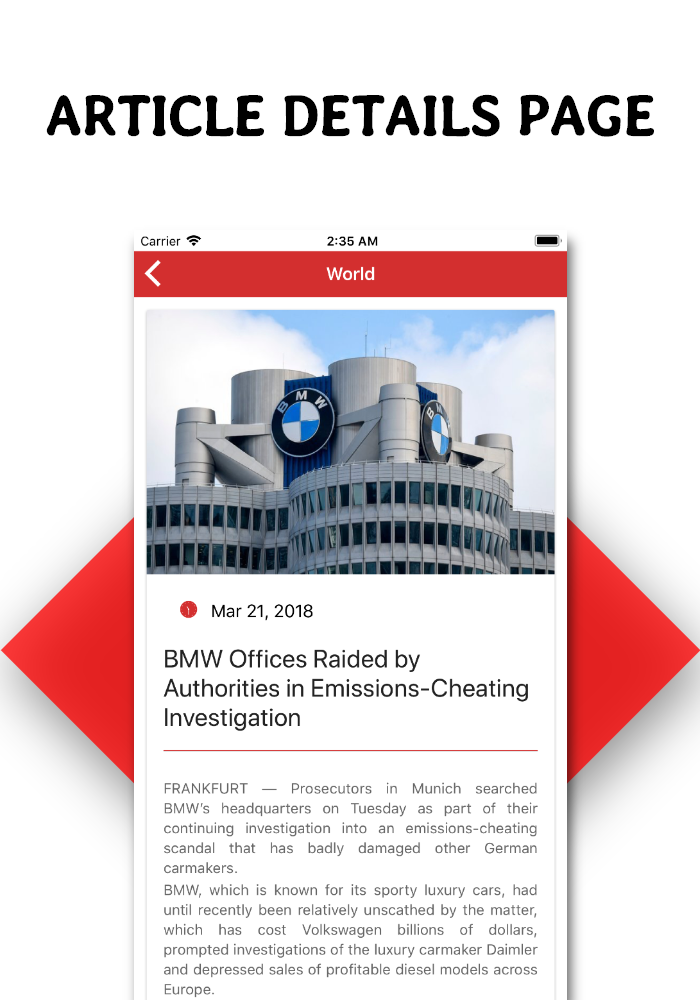 ARTICLE DETAILS PAGE
Carrier 2:35 AM
World
BMW
BMW
Mar 21, 2018
BMW Offices Raided by
Authorities in Emissions-Cheating
Investigation
FRANKFURT — Prosecutors in Munich searched
BMW's headquarters on Tuesday as part of their
continuing investigation into an emissions-cheating
scandal that has badly damaged other German
carmakers.
BMW, which is known for its sporty luxury cars, had
until recently been relatively unscathed by the matter,
which has cost Volkswagen billions of dollars,
prompted investigations of the luxury carmaker Daimler
and depressed sales of profitable diesel models across
Europe.